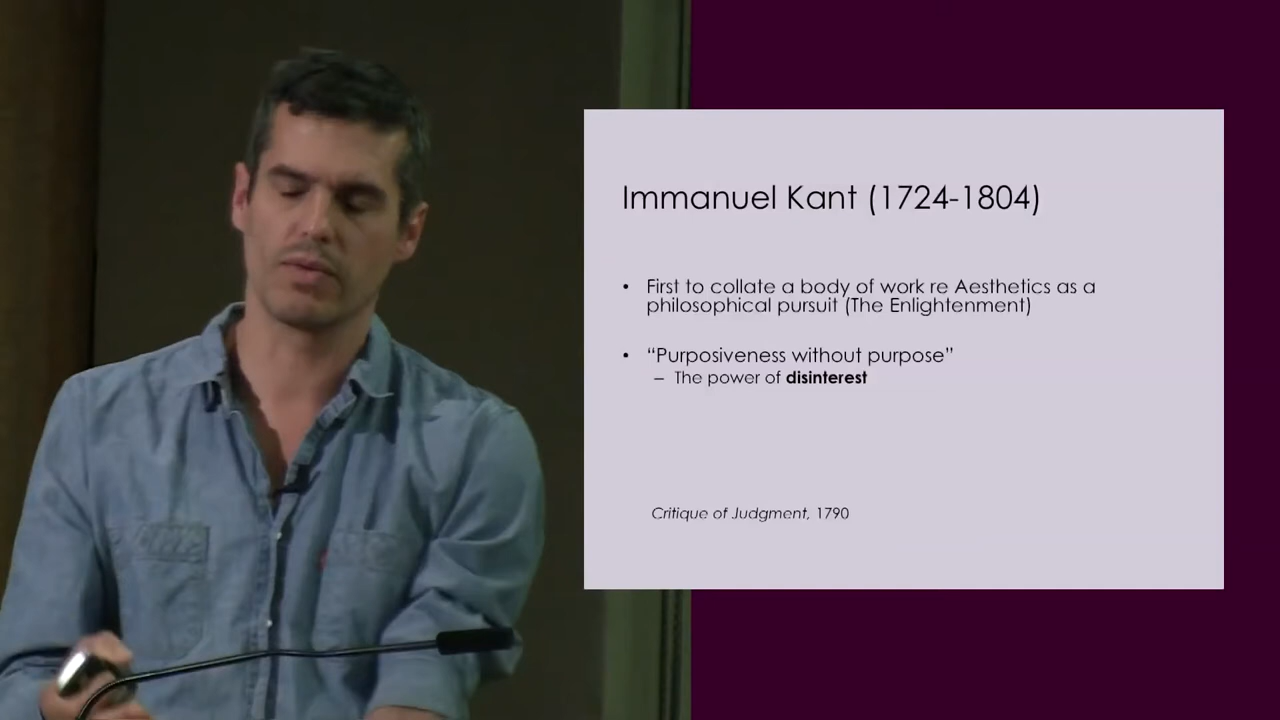 Immanuel Kant (1724-1804)
• First to collate a body of work re Aesthetics as a
philosophical pursuit (The Enlightenment)
• “Purposiveness without purpose”
– The power of disinterest
Critique of Judgment, 1790